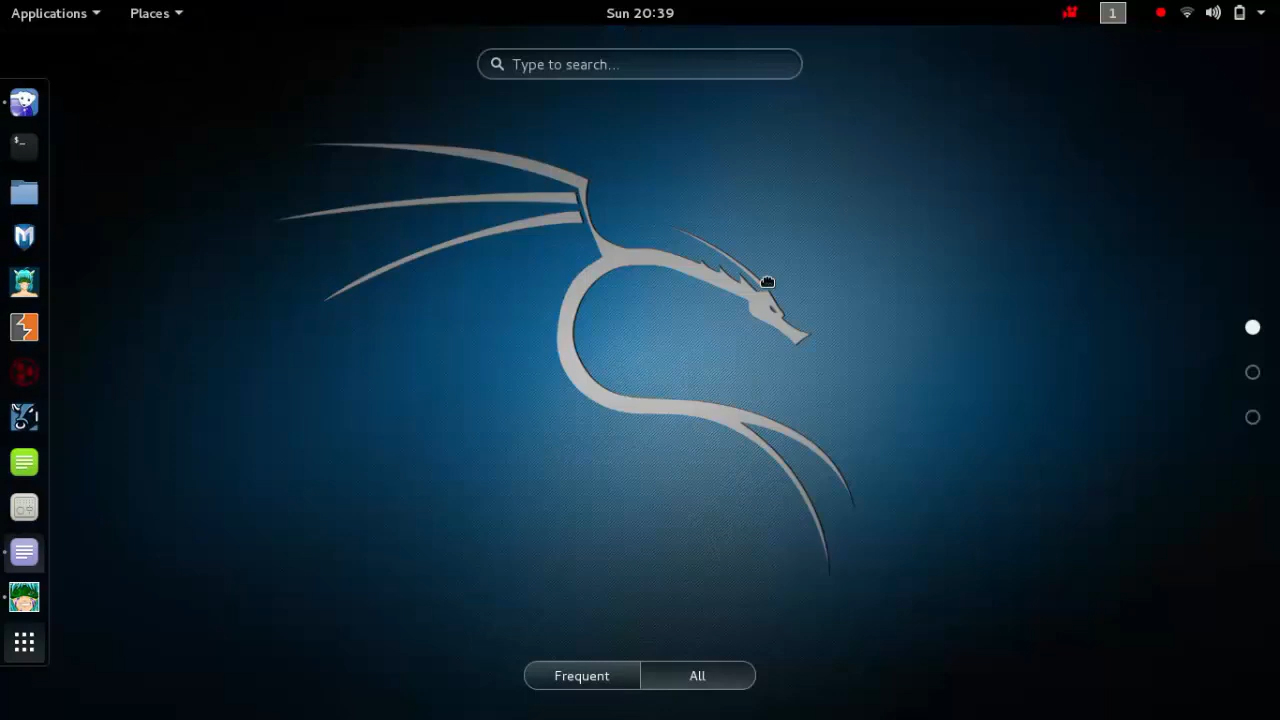 Applications Places Sun 20:39 1
Type to search...
$_
Frequent All